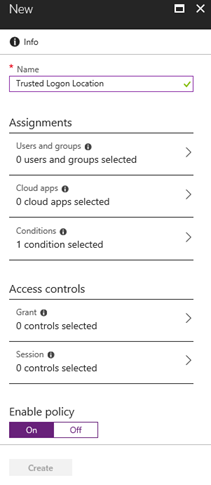 New
Info
* Name
Trusted Logon Location
Assignments
Users and groups
0 users and groups selected
Cloud apps
0 cloud apps selected
Conditions
1 condition selected
Access controls
Grant
0 controls selected
Session
0 controls selected
Enable policy
On Off
Create